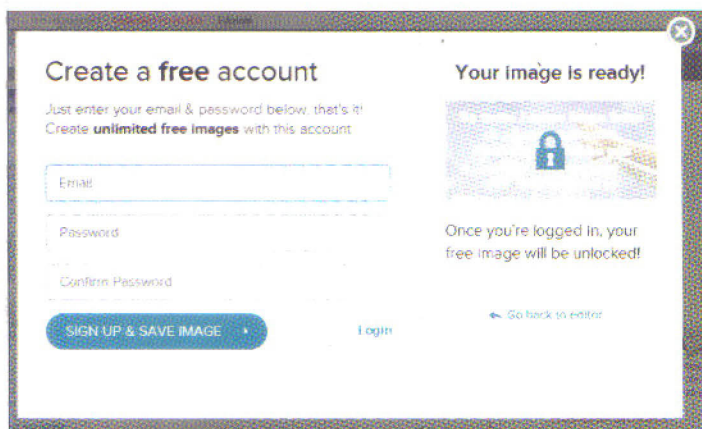 Create a free account
Just enter your email & password below, that's it!
Create unlimited free images with this account
Email
Password
Confirm Password
SIGN UP & SAVE IMAGE
Login
Your image is ready!
Once you're logged in, your
free image will be unlocked!
Go back to editor